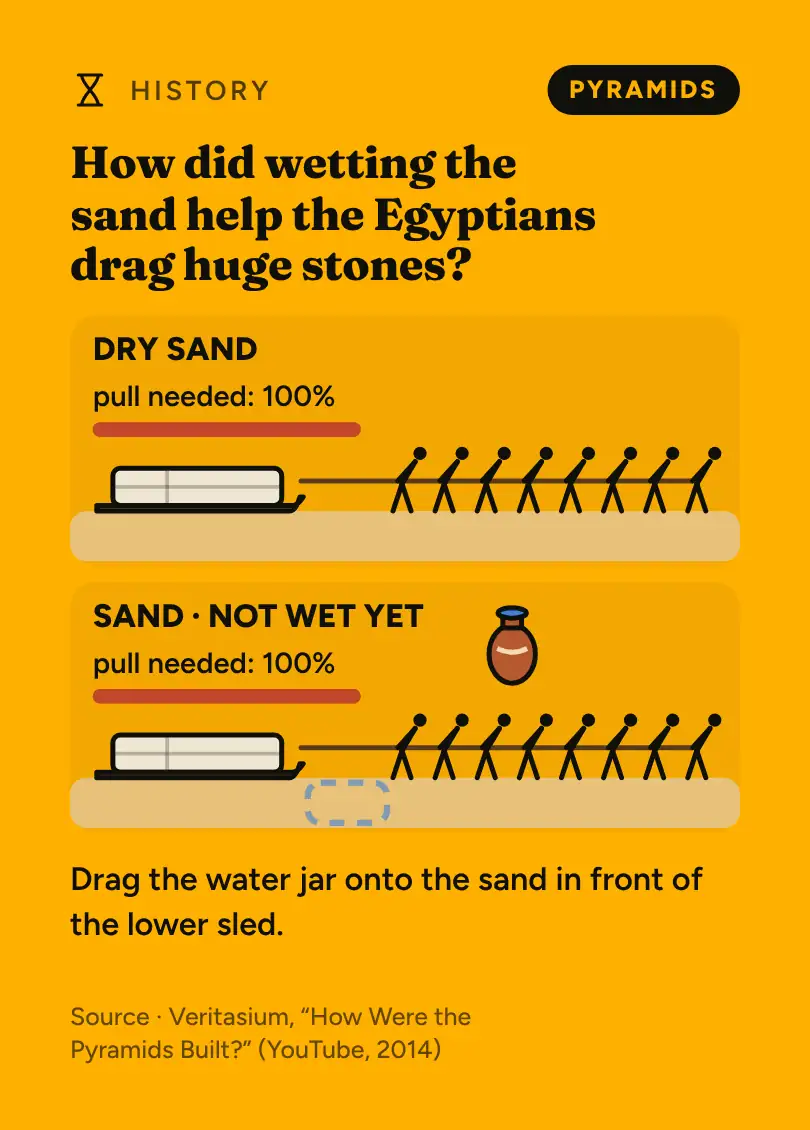 HISTORY
PYRAMIDS
How did wetting the
sand help the Egyptians
drag huge stones?
DRY SAND
pull needed: 100%
SAND · NOT WET YET
pull needed: 100%
Drag the water jar onto the sand in front of
the lower sled.
Source · Veritasium, “How Were the
Pyramids Built?” (YouTube, 2014)